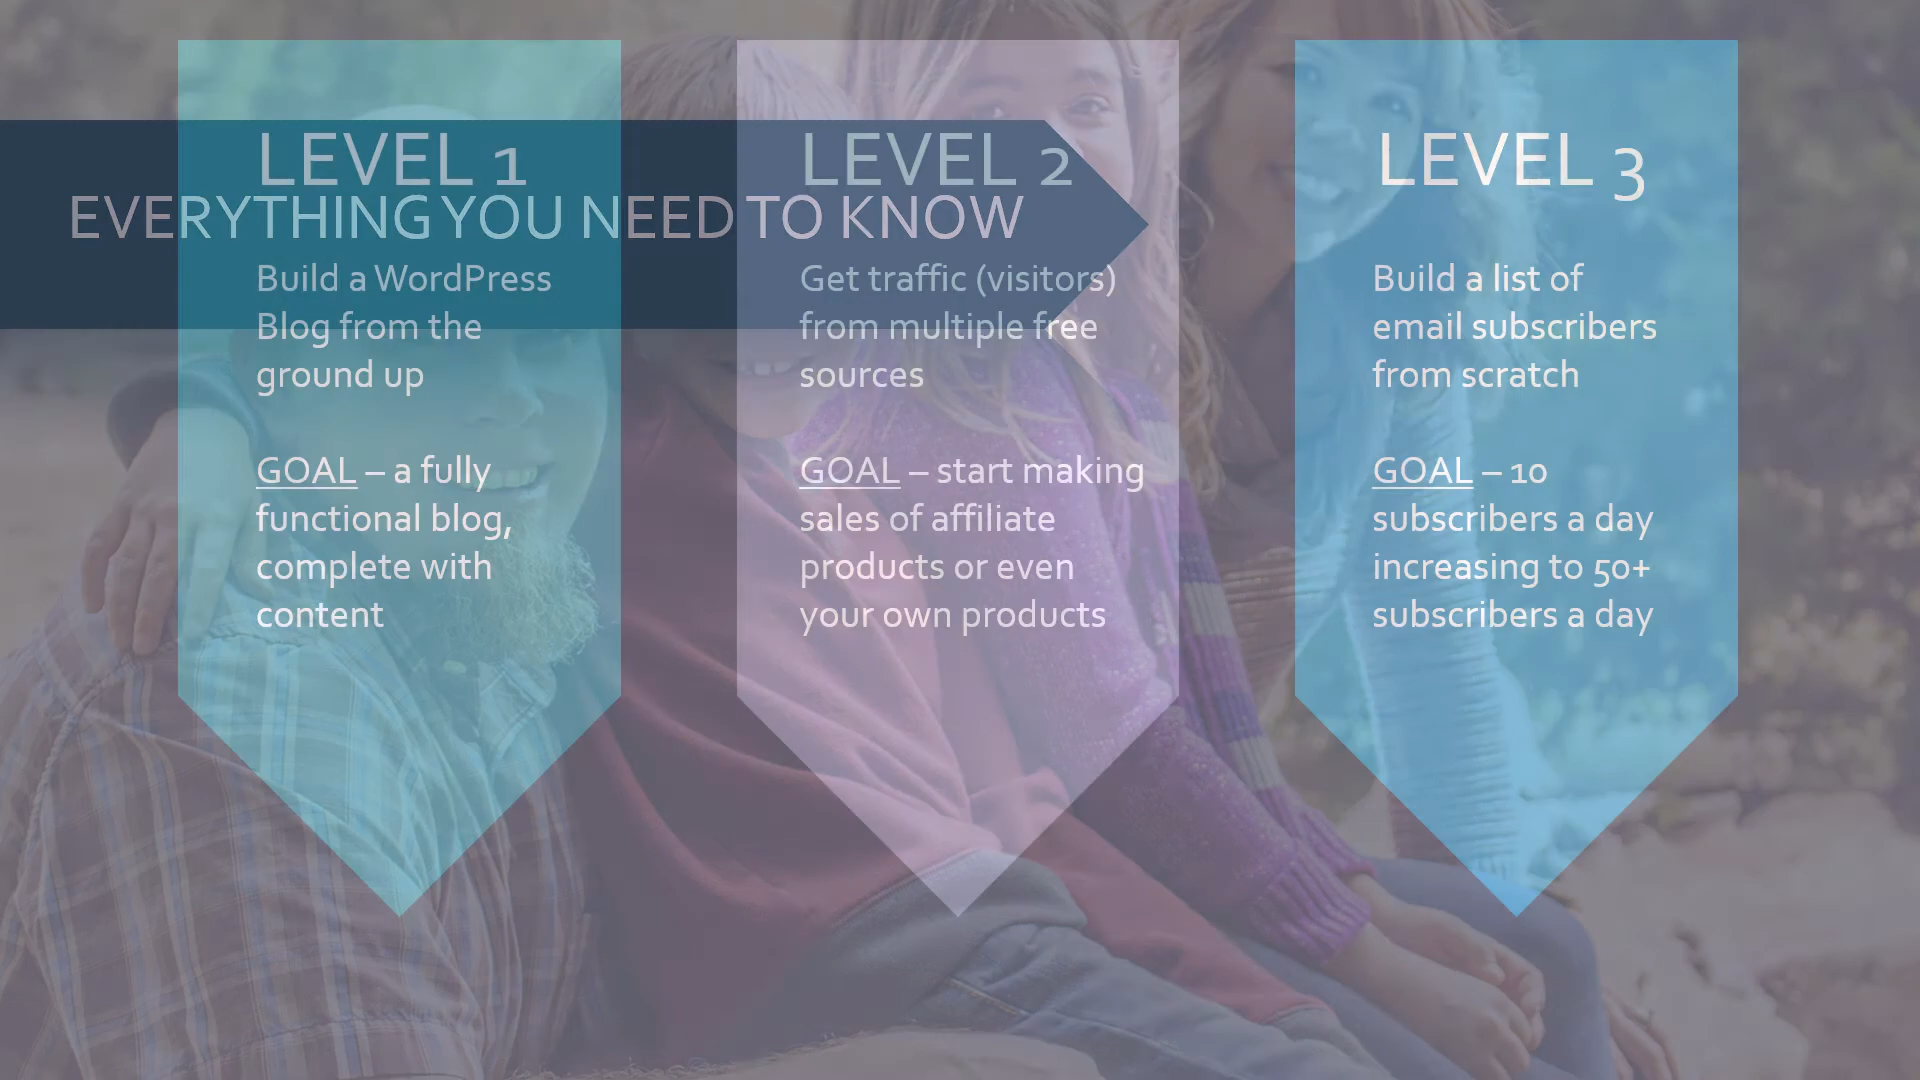 EVERYTHING YOU NEED TO KNOW
LEVEL 1
Build a WordPress
Blog from the
ground up
GOAL – a fully
functional blog,
complete with
content
LEVEL 2
Get traffic (visitors)
from multiple free
sources
GOAL – start making
sales of affiliate
products or even
your own products
LEVEL 3
Build a list of
email subscribers
from scratch
GOAL – 10
subscribers a day
increasing to 50+
subscribers a day